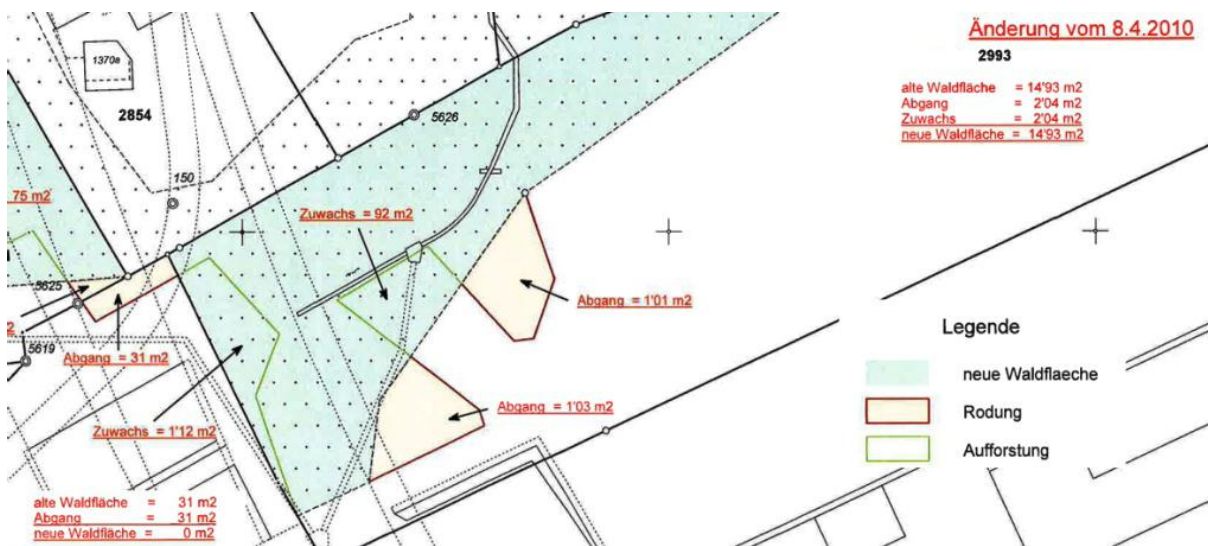 Änderung vom 8.4.2010
2993
alte Waldfläche = 14'93 m2
Abgang = 2'04 m2
Zuwachs = 2'04 m2
neue Waldfläche = 14'93 m2
1370a
2854
5626
150
75 m2
Zuwachs = 92 m2
5625
Abgang = 1'01 m2
Legende
5619
Abgang = 31 m2
neue Waldflaeche
Abgang = 1'03 m2
Rodung
Zuwachs = 1'12 m2
Aufforstung
alte Waldfläche = 31 m2
Abgang = 31 m2
neue Waldfläche = 0 m2